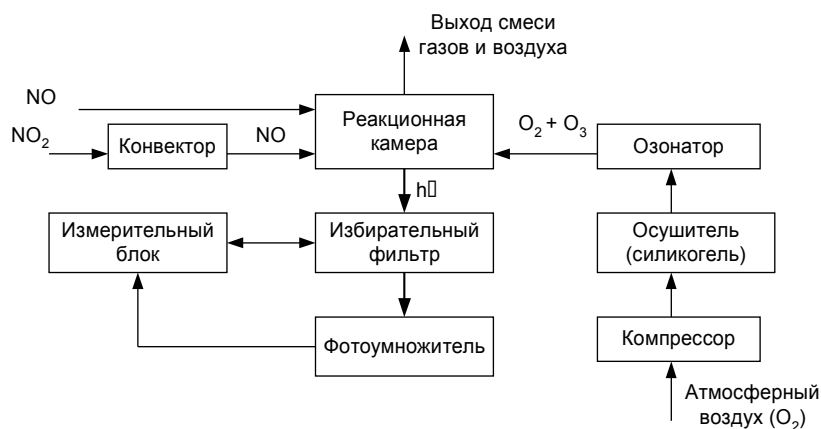 Выход смеси
газов и воздуха
NO
NO₂
Конвектор
NO
Реакционная
камера
O₂ + O₃
Озонатор
h
Измерительный
блок
Избирательный
фильтр
Осушитель
(силикогель)
Фотоумножитель
Компрессор
Атмосферный
воздух (O₂)